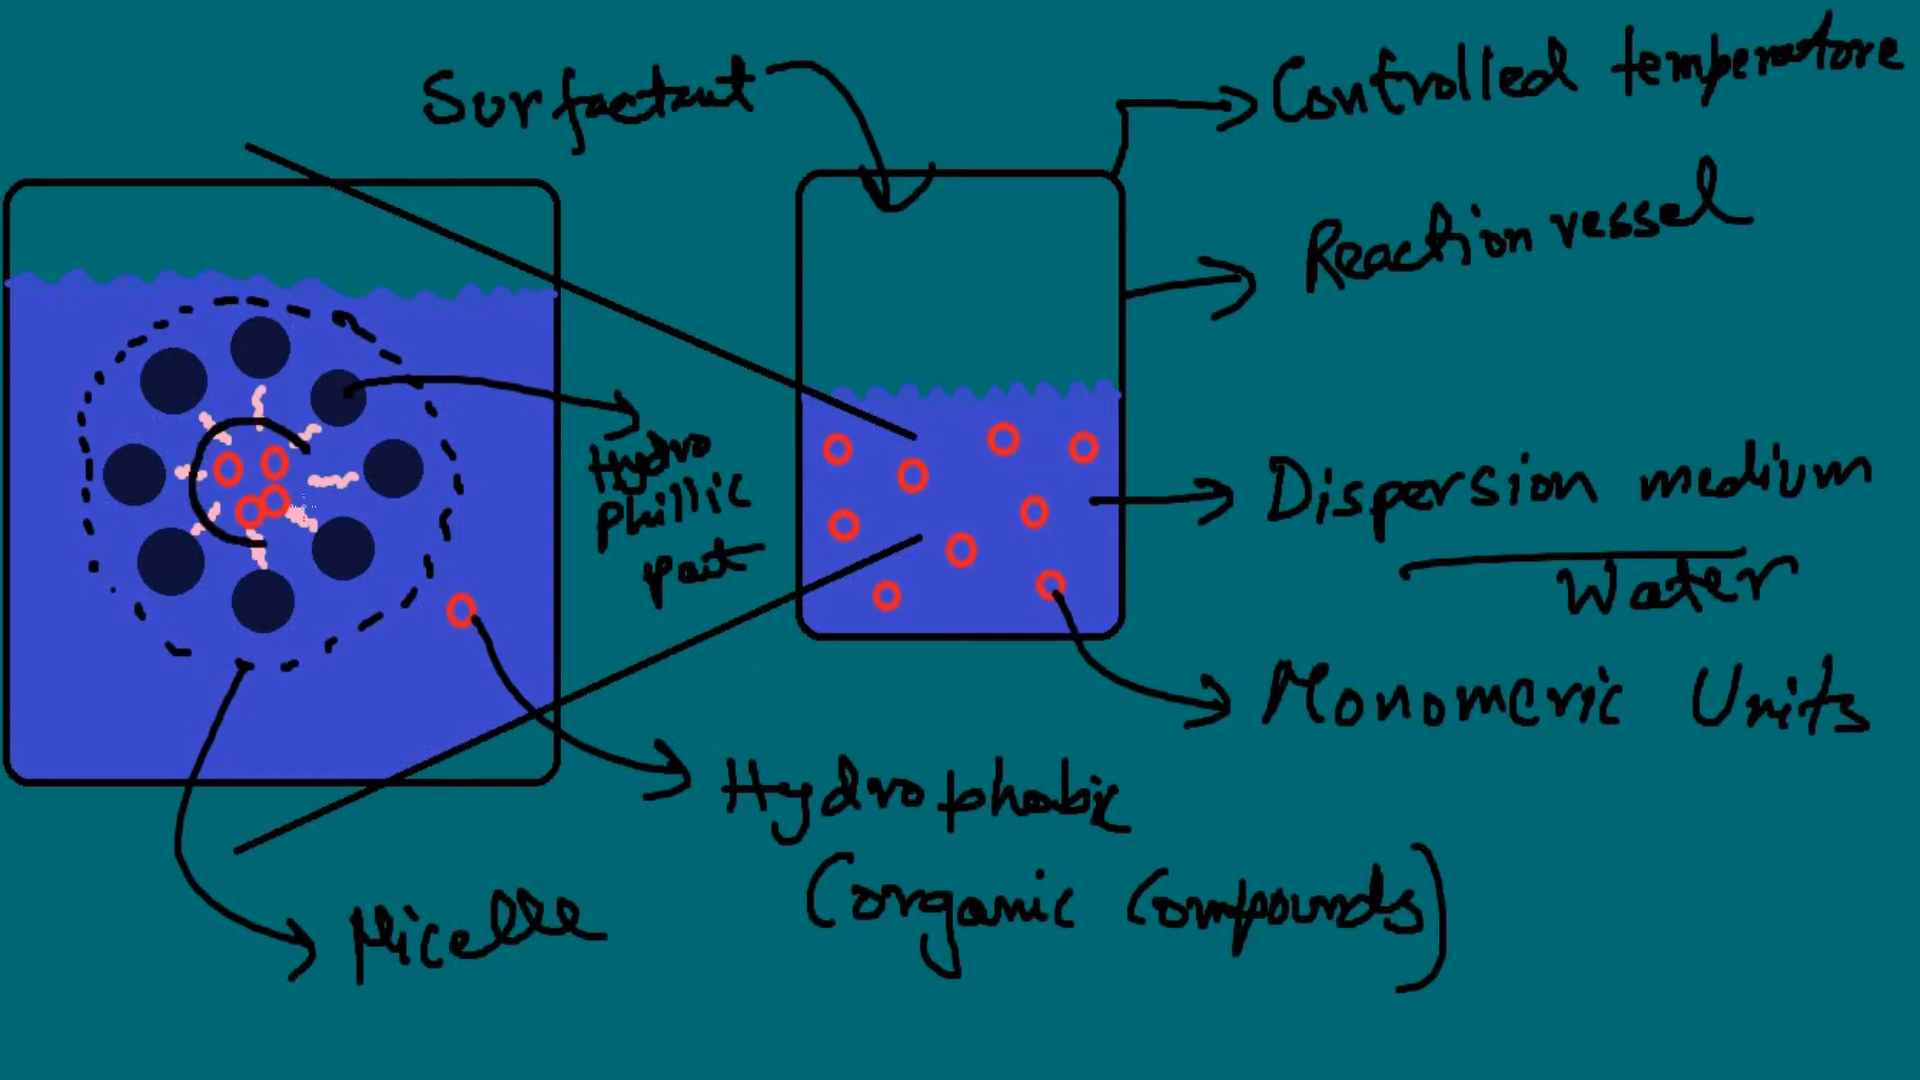 Surfactant
Controlled temperature
Reaction vessel
Hydro
Phillic
part
Dispersion medium
Water
Monomeric Units
Hydrophobic
(organic Compounds)
Micelle